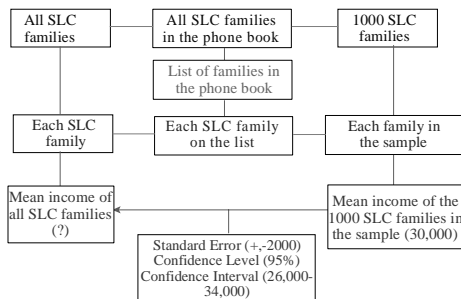 All SLC
families
All SLC families
in the phone book
1000 SLC
families
List of families in
the phone book
Each SLC
family
Each SLC family
on the list
Each family in
the sample
Mean income of
all SLC families
(?)
Mean income of the
1000 SLC families in
the sample (30,000)
Standard Error (+,-2000)
Confidence Level (95%)
Confidence Interval (26,000-
34,000)